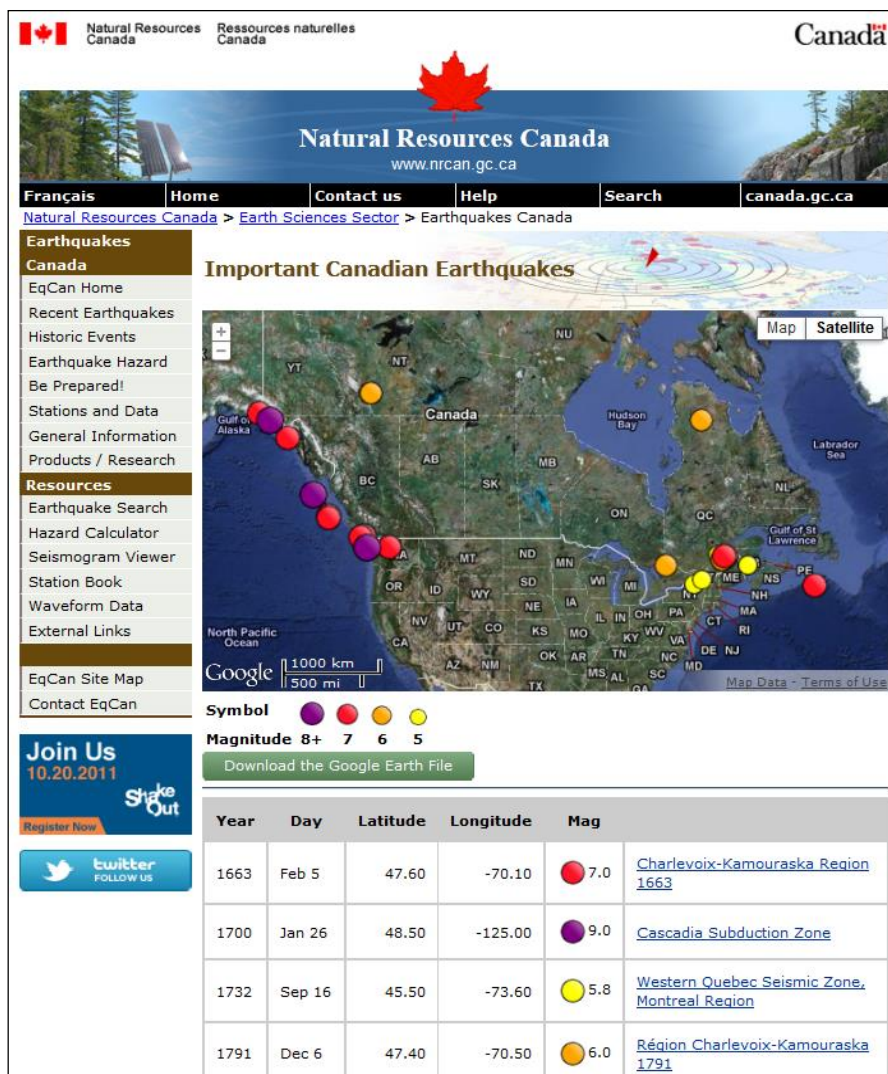 Natural Resources Ressources naturelles
Canada Canada
Canada
Natural Resources Canada
www.nrcan.gc.ca
Français Home Contact us Help Search canada.gc.ca
Natural Resources Canada > Earth Sciences Sector > Earthquakes Canada
Earthquakes
Canada
EqCan Home
Recent Earthquakes
Historic Events
Earthquake Hazard
Be Prepared!
Stations and Data
General Information
Products / Research
Resources
Earthquake Search
Hazard Calculator
Seismogram Viewer
Station Book
Waveform Data
External Links
EqCan Site Map
Contact EqCan
Join Us
10.20.2011
Shake
Out
Register Now
twitter
FOLLOW US
Important Canadian Earthquakes
+
−
Map Satellite
NU
YT
NT
Canada
Hudson
Bay
Gulf of
Alaska
Labrador
Sea
AB
MB
BC
SK
NL
ON
QC
Gulf of St
Lawrence
MT
ND
MN
PE
ME
NS
OR
ID
SD
WI
MI
WY
NH
NE
IA
IL IN OH PA
MA
NV
UT
CO
CT
RI
North Pacific
Ocean
KS
MO
KY
WV
VA
CA
DE NJ
OK
AR
TN
NC
MD
AZ
NM
MS
AL
SC
TX
GA
Google
1000 km
500 mi
Map Data - Terms of Use
Symbol
Magnitude 8+ 7 6 5
Download the Google Earth File
Year Day Latitude Longitude Mag
1663 Feb 5 47.60 -70.10 7.0 Charlevoix-Kamouraska Region
1663
1700 Jan 26 48.50 -125.00 9.0 Cascadia Subduction Zone
1732 Sep 16 45.50 -73.60 5.8 Western Quebec Seismic Zone,
Montreal Region
1791 Dec 6 47.40 -70.50 6.0 Région Charlevoix-Kamouraska
1791